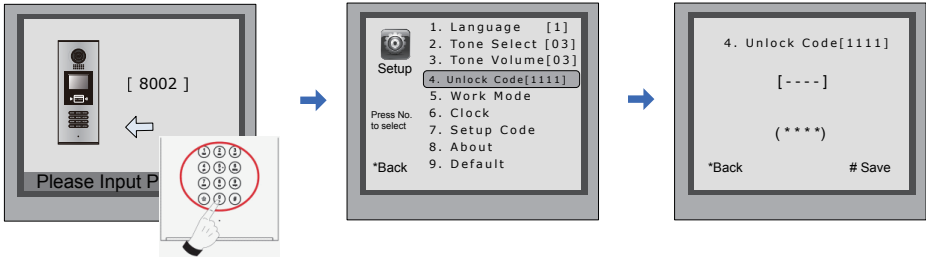 [ 8002 ]
Please Input P
Setup
Press No.
to select
*Back
1. Language [1]
2. Tone Select [03]
3. Tone Volume[03]
4. Unlock Code[1111]
5. Work Mode
6. Clock
7. Setup Code
8. About
9. Default
4. Unlock Code[1111]
[----]
(****)
*Back # Save